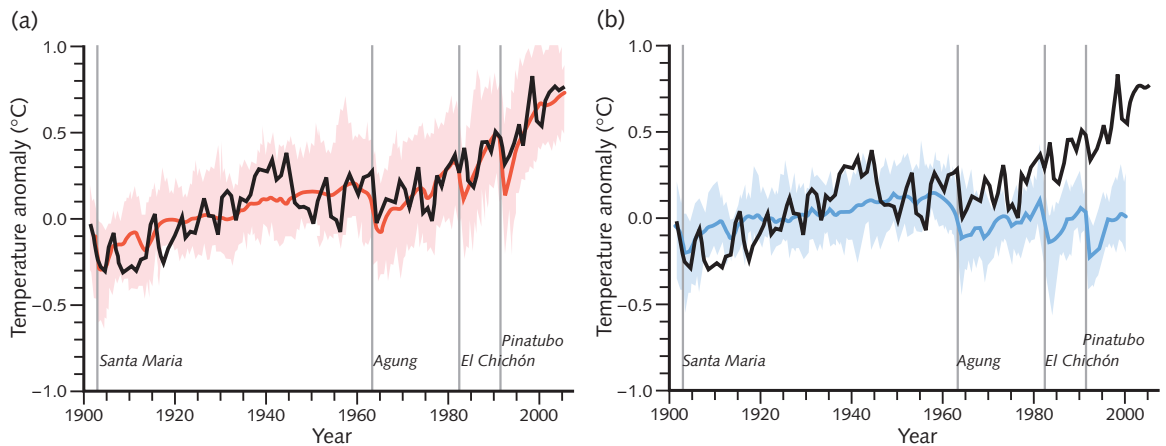 (a)
Temperature anomaly (°C)
1.0
0.5
0.0
−0.5
−1.0
Santa Maria
Agung
El Chichón
Pinatubo
1900 1920 1940 1960 1980 2000
Year
(b)
Temperature anomaly (°C)
1.0
0.5
0.0
−0.5
−1.0
Santa Maria
Agung
El Chichón
Pinatubo
1900 1920 1940 1960 1980 2000
Year